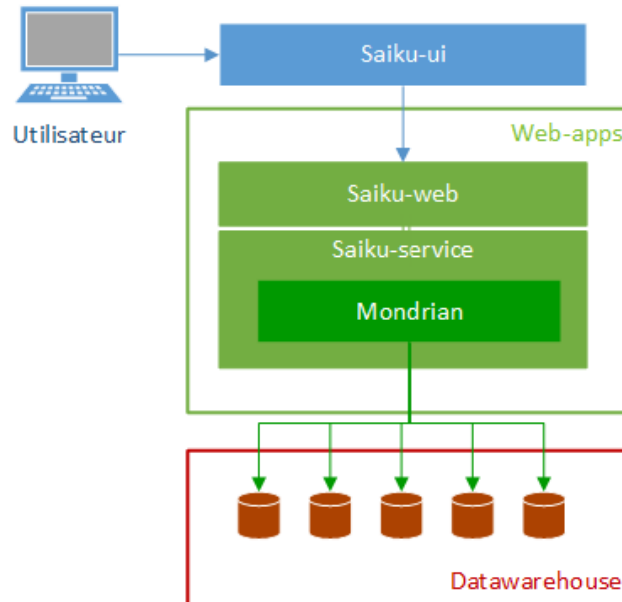 Saiku-ui
Utilisateur
Web-apps
Saiku-web
Saiku-service
Mondrian
Datawarehouse